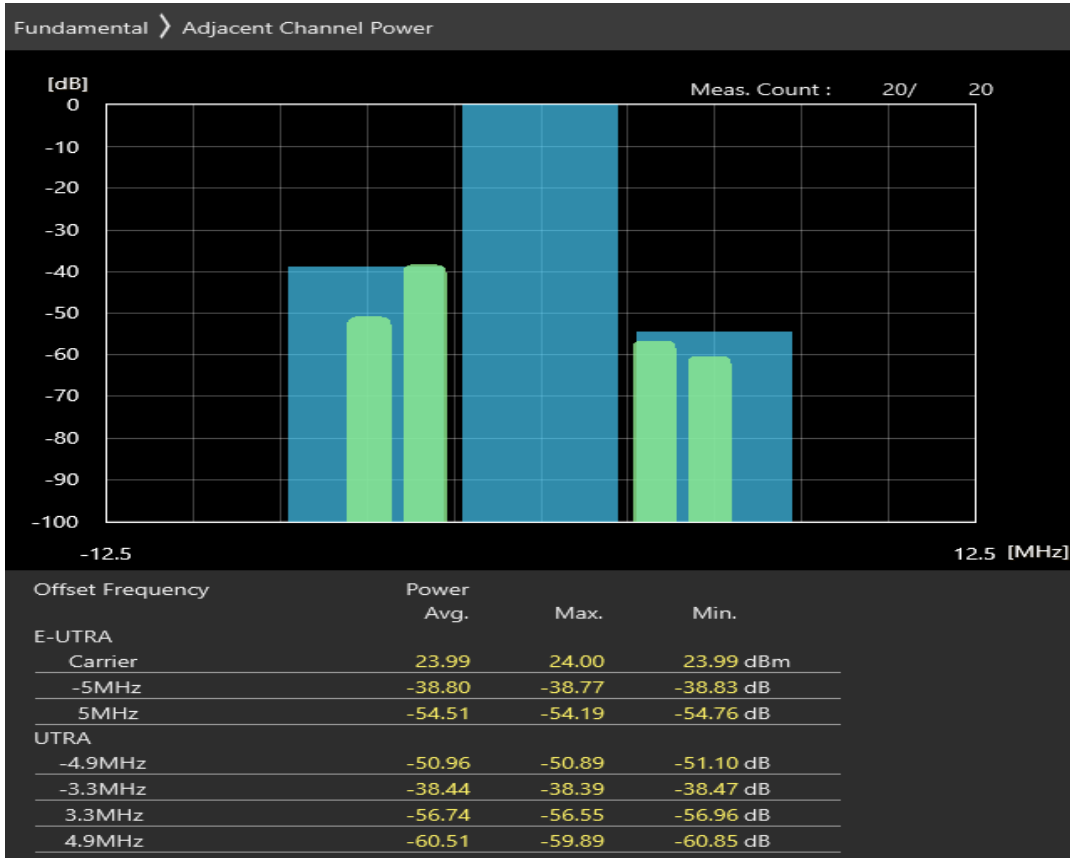 Fundamental 〉 Adjacent Channel Power
[dB]
Meas. Count : 20/ 20
0
-10
-20
-30
-40
-50
-60
-70
-80
-90
-100
-12.5 12.5 [MHz]
Offset Frequency Power
Avg. Max. Min.
E-UTRA
Carrier 23.99 24.00 23.99 dBm
-5MHz -38.80 -38.77 -38.83 dB
5MHz -54.51 -54.19 -54.76 dB
UTRA
-4.9MHz -50.96 -50.89 -51.10 dB
-3.3MHz -38.44 -38.39 -38.47 dB
3.3MHz -56.74 -56.55 -56.96 dB
4.9MHz -60.51 -59.89 -60.85 dB